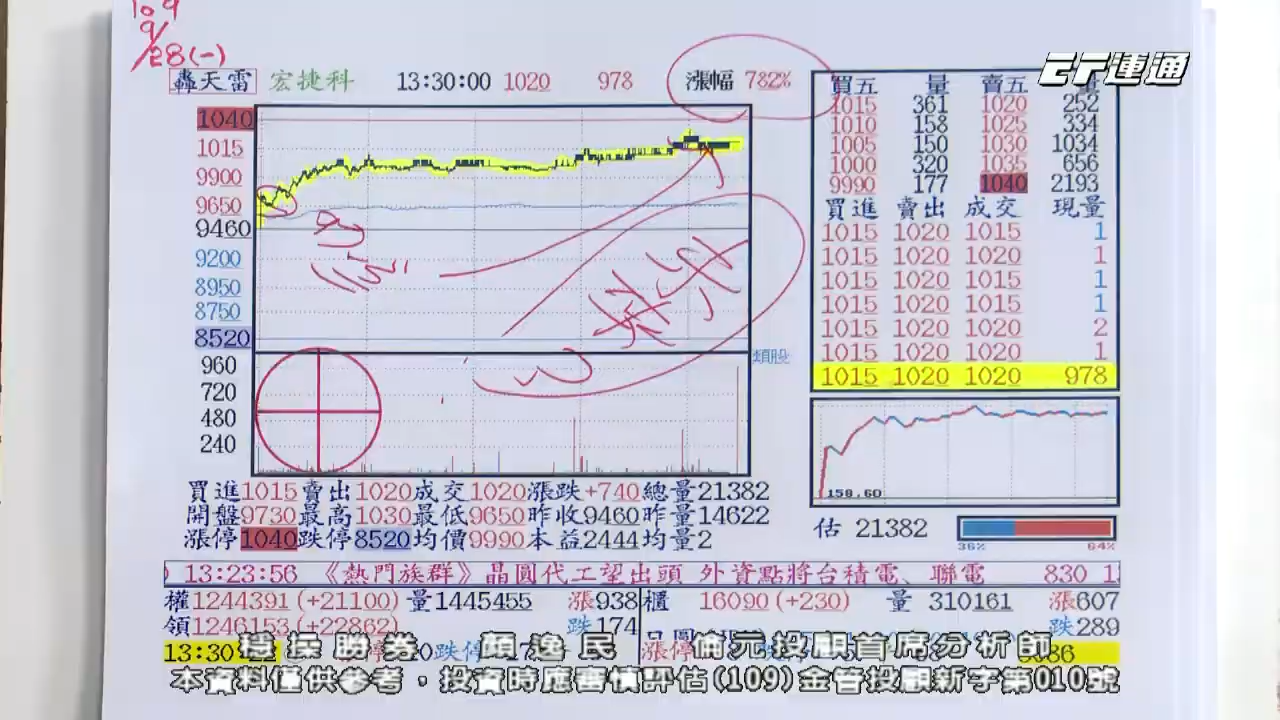 109
9/28(一)
EF運通
轟天雷 宏捷科 13:30:00 1020 978 漲幅 782%
1040
1015
9900
9650
9460
9200
8950
8750
8520
960
720
480
240
類股
買五 量 賣五 量
1015 361 1020 252
1010 158 1025 334
1005 150 1030 1034
1000 320 1035 656
9990 177 1040 2193
買進 賣出 成交 現量
1015 1020 1015 1
1015 1020 1020 1
1015 1020 1015 1
1015 1020 1015 1
1015 1020 1020 2
1015 1020 1020 1
1015 1020 1020 978
158.60
估 21382
36% 64%
買進1015賣出1020成交1020漲跌+740總量21382
開盤9730最高1030最低9650昨收9460昨量14622
漲停1040跌停8520均價9990本益2444均量2
13:23:56 《熱門族群》晶圓代工望出頭 外資點將台積電、聯電 830 1
權1244391(+21100)量1445455 漲938 櫃 16090(+230) 量 310161 漲607
領1246153(+22862) 跌174 跌289
穩操勝券 顏逸民 倫元投顧首席分析師
本資料僅供參考，投資時應審慎評估(109)金管投顧新字第010號